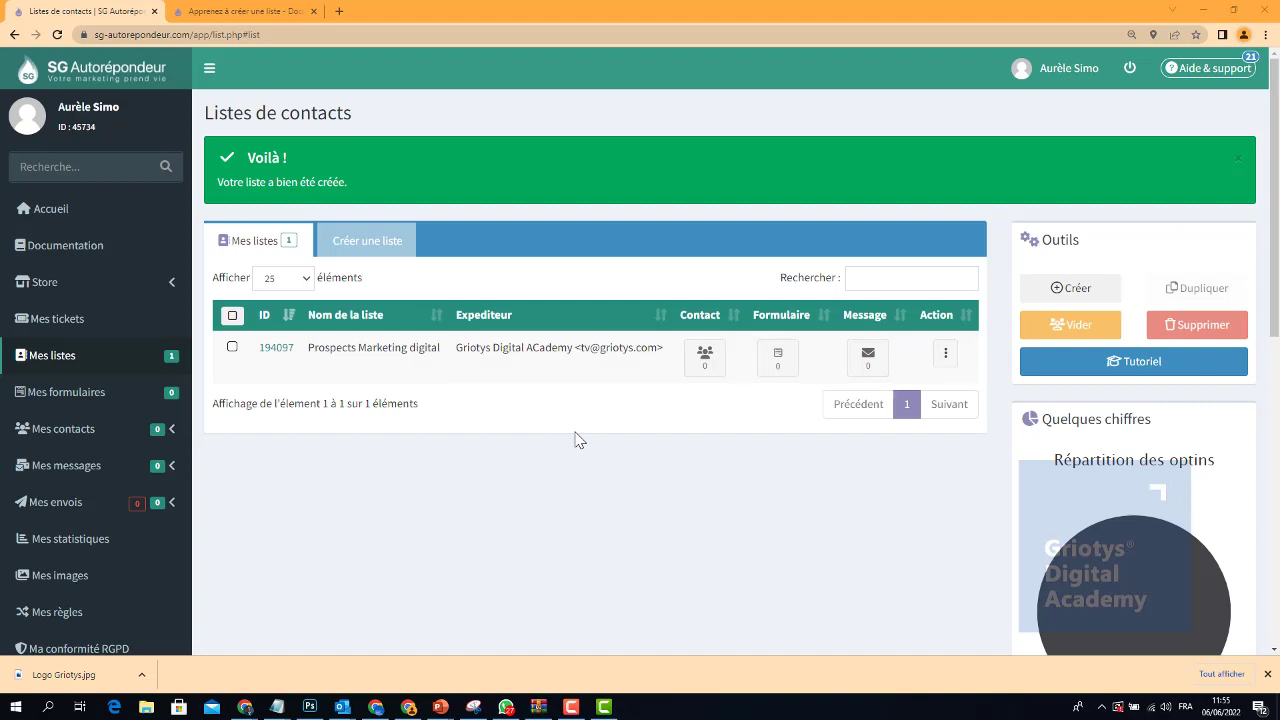 Listes de contacts | SG Autorép
Apprenez à créer une liste - Doc
sg-autorepondeur.com/app/list.php#list
SG Autorépondeur
Votre marketing prend vie
SG
Aurèle Simo
Aide & support
21
Aurèle Simo
ID : 45734
Recherche...
Accueil
Documentation
Store
Mes tickets
Mes listes 1
Mes formulaires 0
Mes contacts 0
Mes messages 0
Mes envois 0 0
Mes statistiques
Mes images
Mes règles
Ma conformité RGPD
Listes de contacts
Voilà !
Votre liste a bien été créée.
×
Mes listes 1
Créer une liste
Afficher 25 éléments
Rechercher :
ID Nom de la liste Expediteur Contact Formulaire Message Action
194097 Prospects Marketing digital Griotys Digital ACademy <tv@griotys.com> 0 0 0
Affichage de l'élement 1 à 1 sur 1 éléments
Précédent 1 Suivant
Outils
Créer
Dupliquer
Vider
Supprimer
Tutoriel
Quelques chiffres
Répartition des optins
Griotys®
Digital
Academy
Logo Griotys.jpg
Tout afficher
27
FRA
11:55
06/06/2022
12